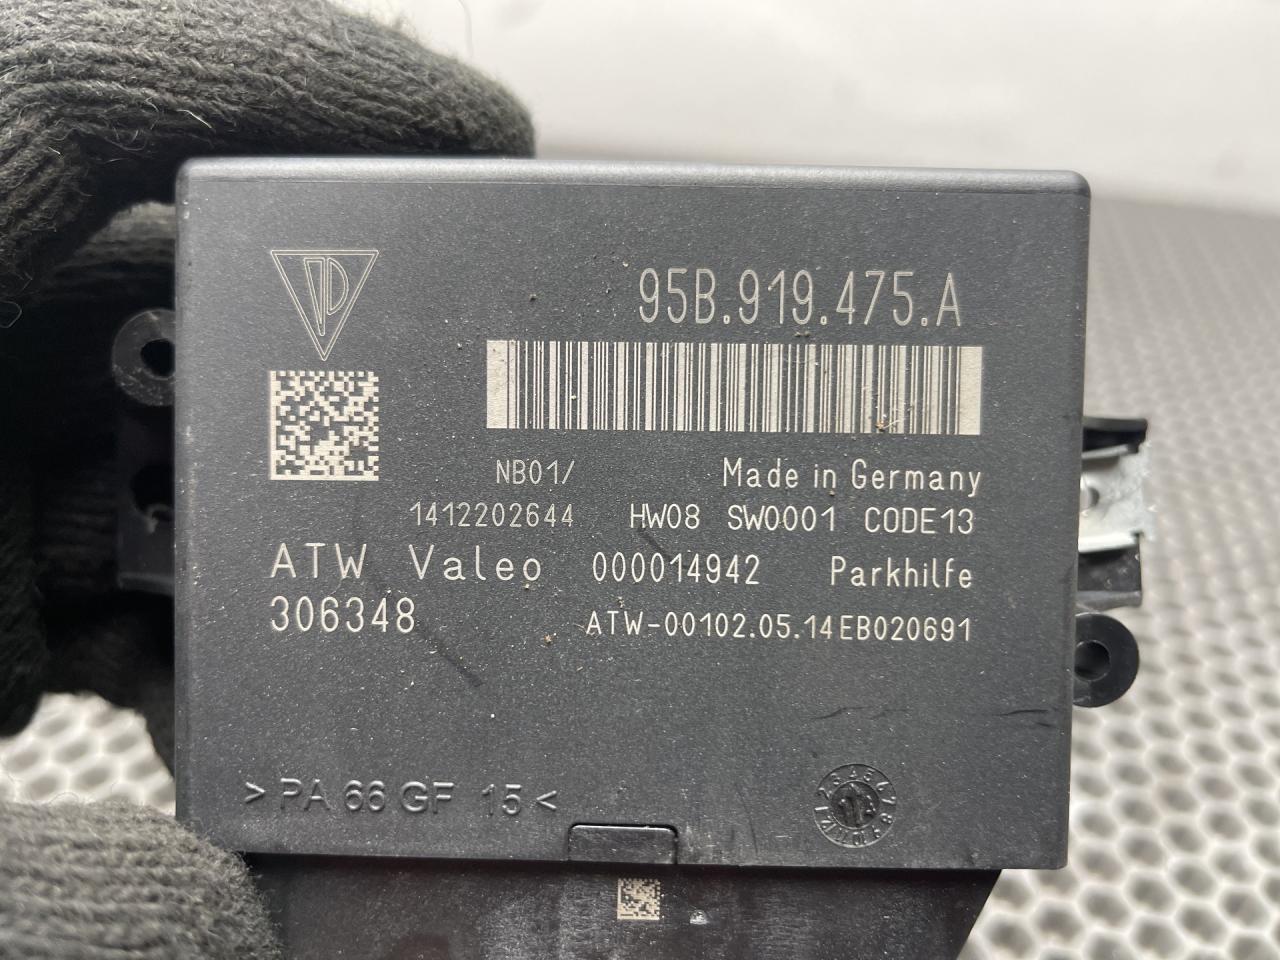 95B.919.475.A
NB01/ Made in Germany
1412202644 HW08 SW0001 CODE13
ATW Valeo 000014942 Parkhilfe
306348 ATW-00102.05.14EB020691
>PA 66 GF 15<